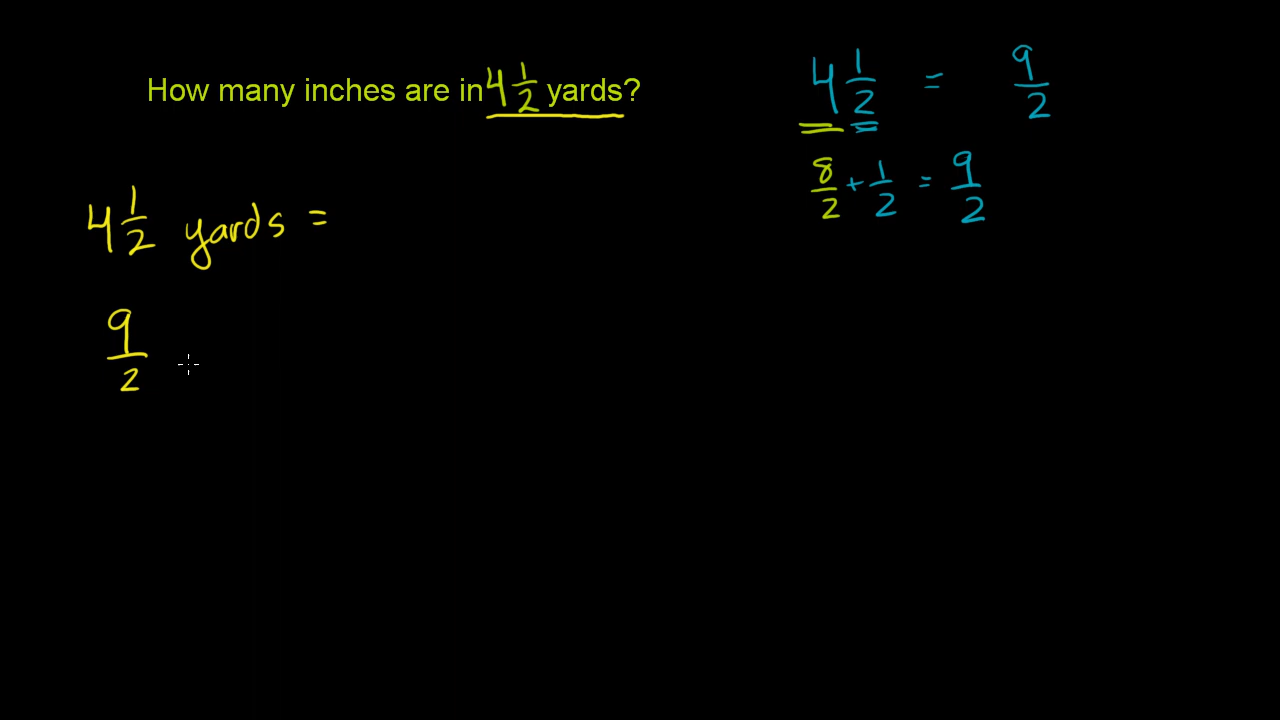 How many inches are in 4 1/2 yards?
4 1/2 = 9/2
8/2 + 1/2 = 9/2
4 1/2 yards =
9/2